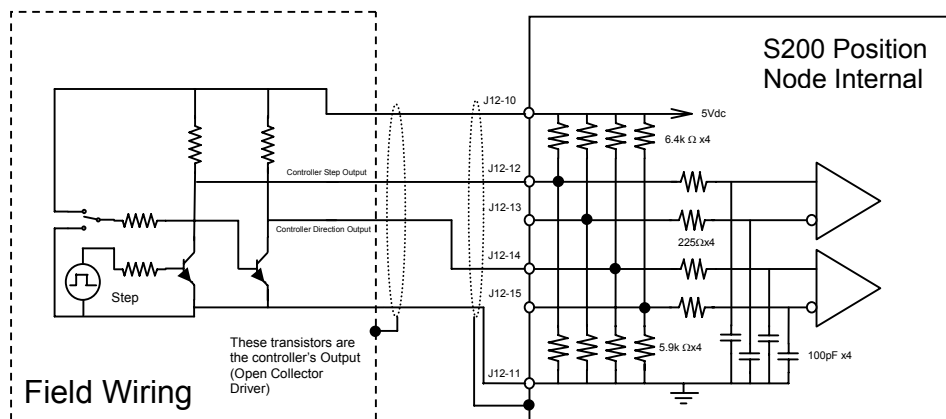 S200 Position
Node Internal
J12-10
5Vdc
6.4k Ω x4
J12-12
Controller Step Output
J12-13
Controller Direction Output
225Ωx4
J12-14
J12-15
Step
These transistors are
the controller's Output
(Open Collector
Driver)
5.9k Ωx4
100pF x4
J12-11
Field Wiring